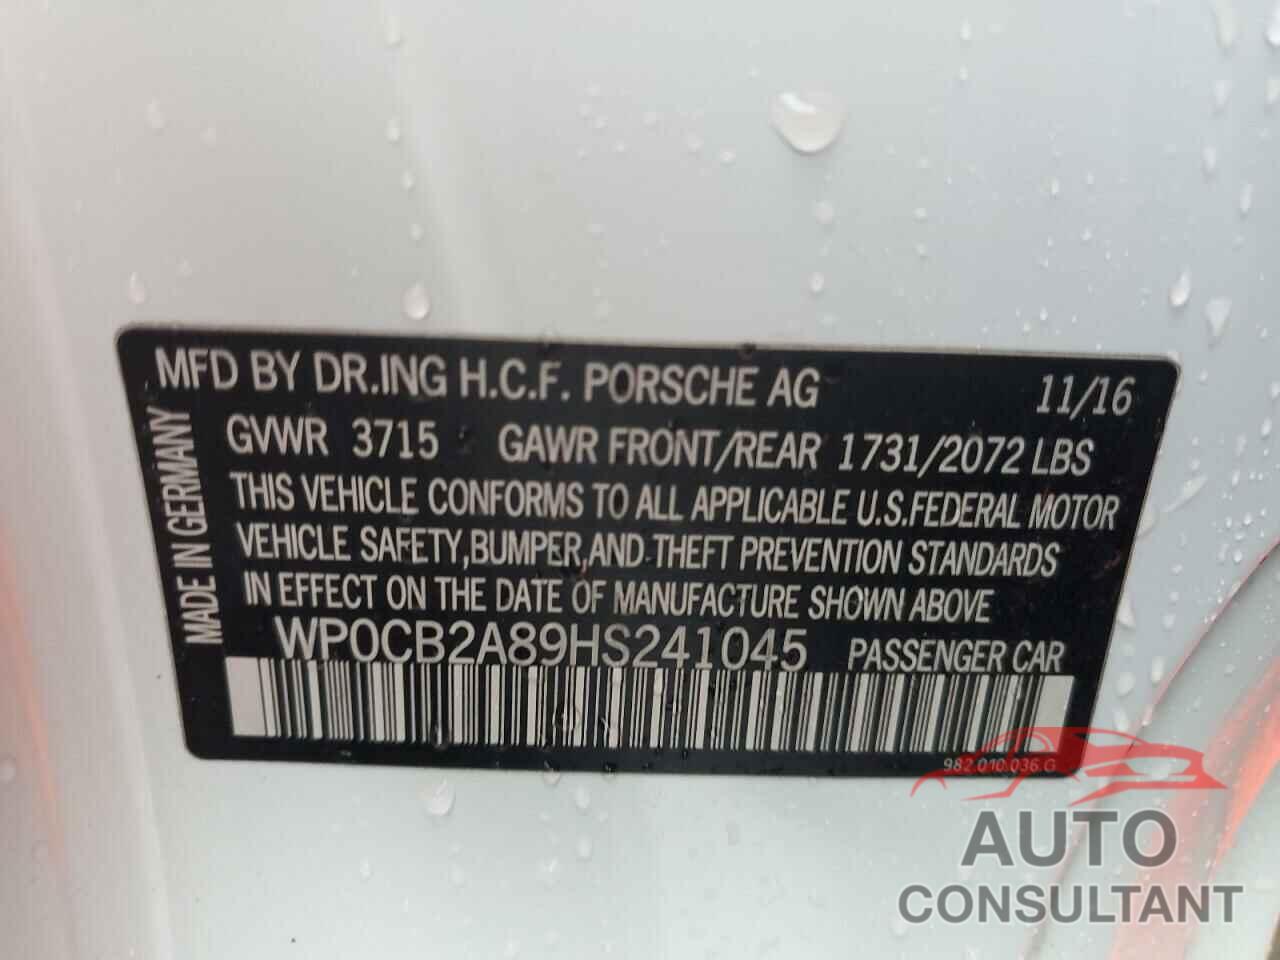 MFD BY DR.ING H.C.F. PORSCHE AG 11/16
GVWR 3715 GAWR FRONT/REAR 1731/2072 LBS
THIS VEHICLE CONFORMS TO ALL APPLICABLE U.S.FEDERAL MOTOR
VEHICLE SAFETY,BUMPER,AND THEFT PREVENTION STANDARDS
IN EFFECT ON THE DATE OF MANUFACTURE SHOWN ABOVE
WP0CB2A89HS241045 PASSENGER CAR
982.010.036.G
MADE IN GERMANY
AUTO
CONSULTANT